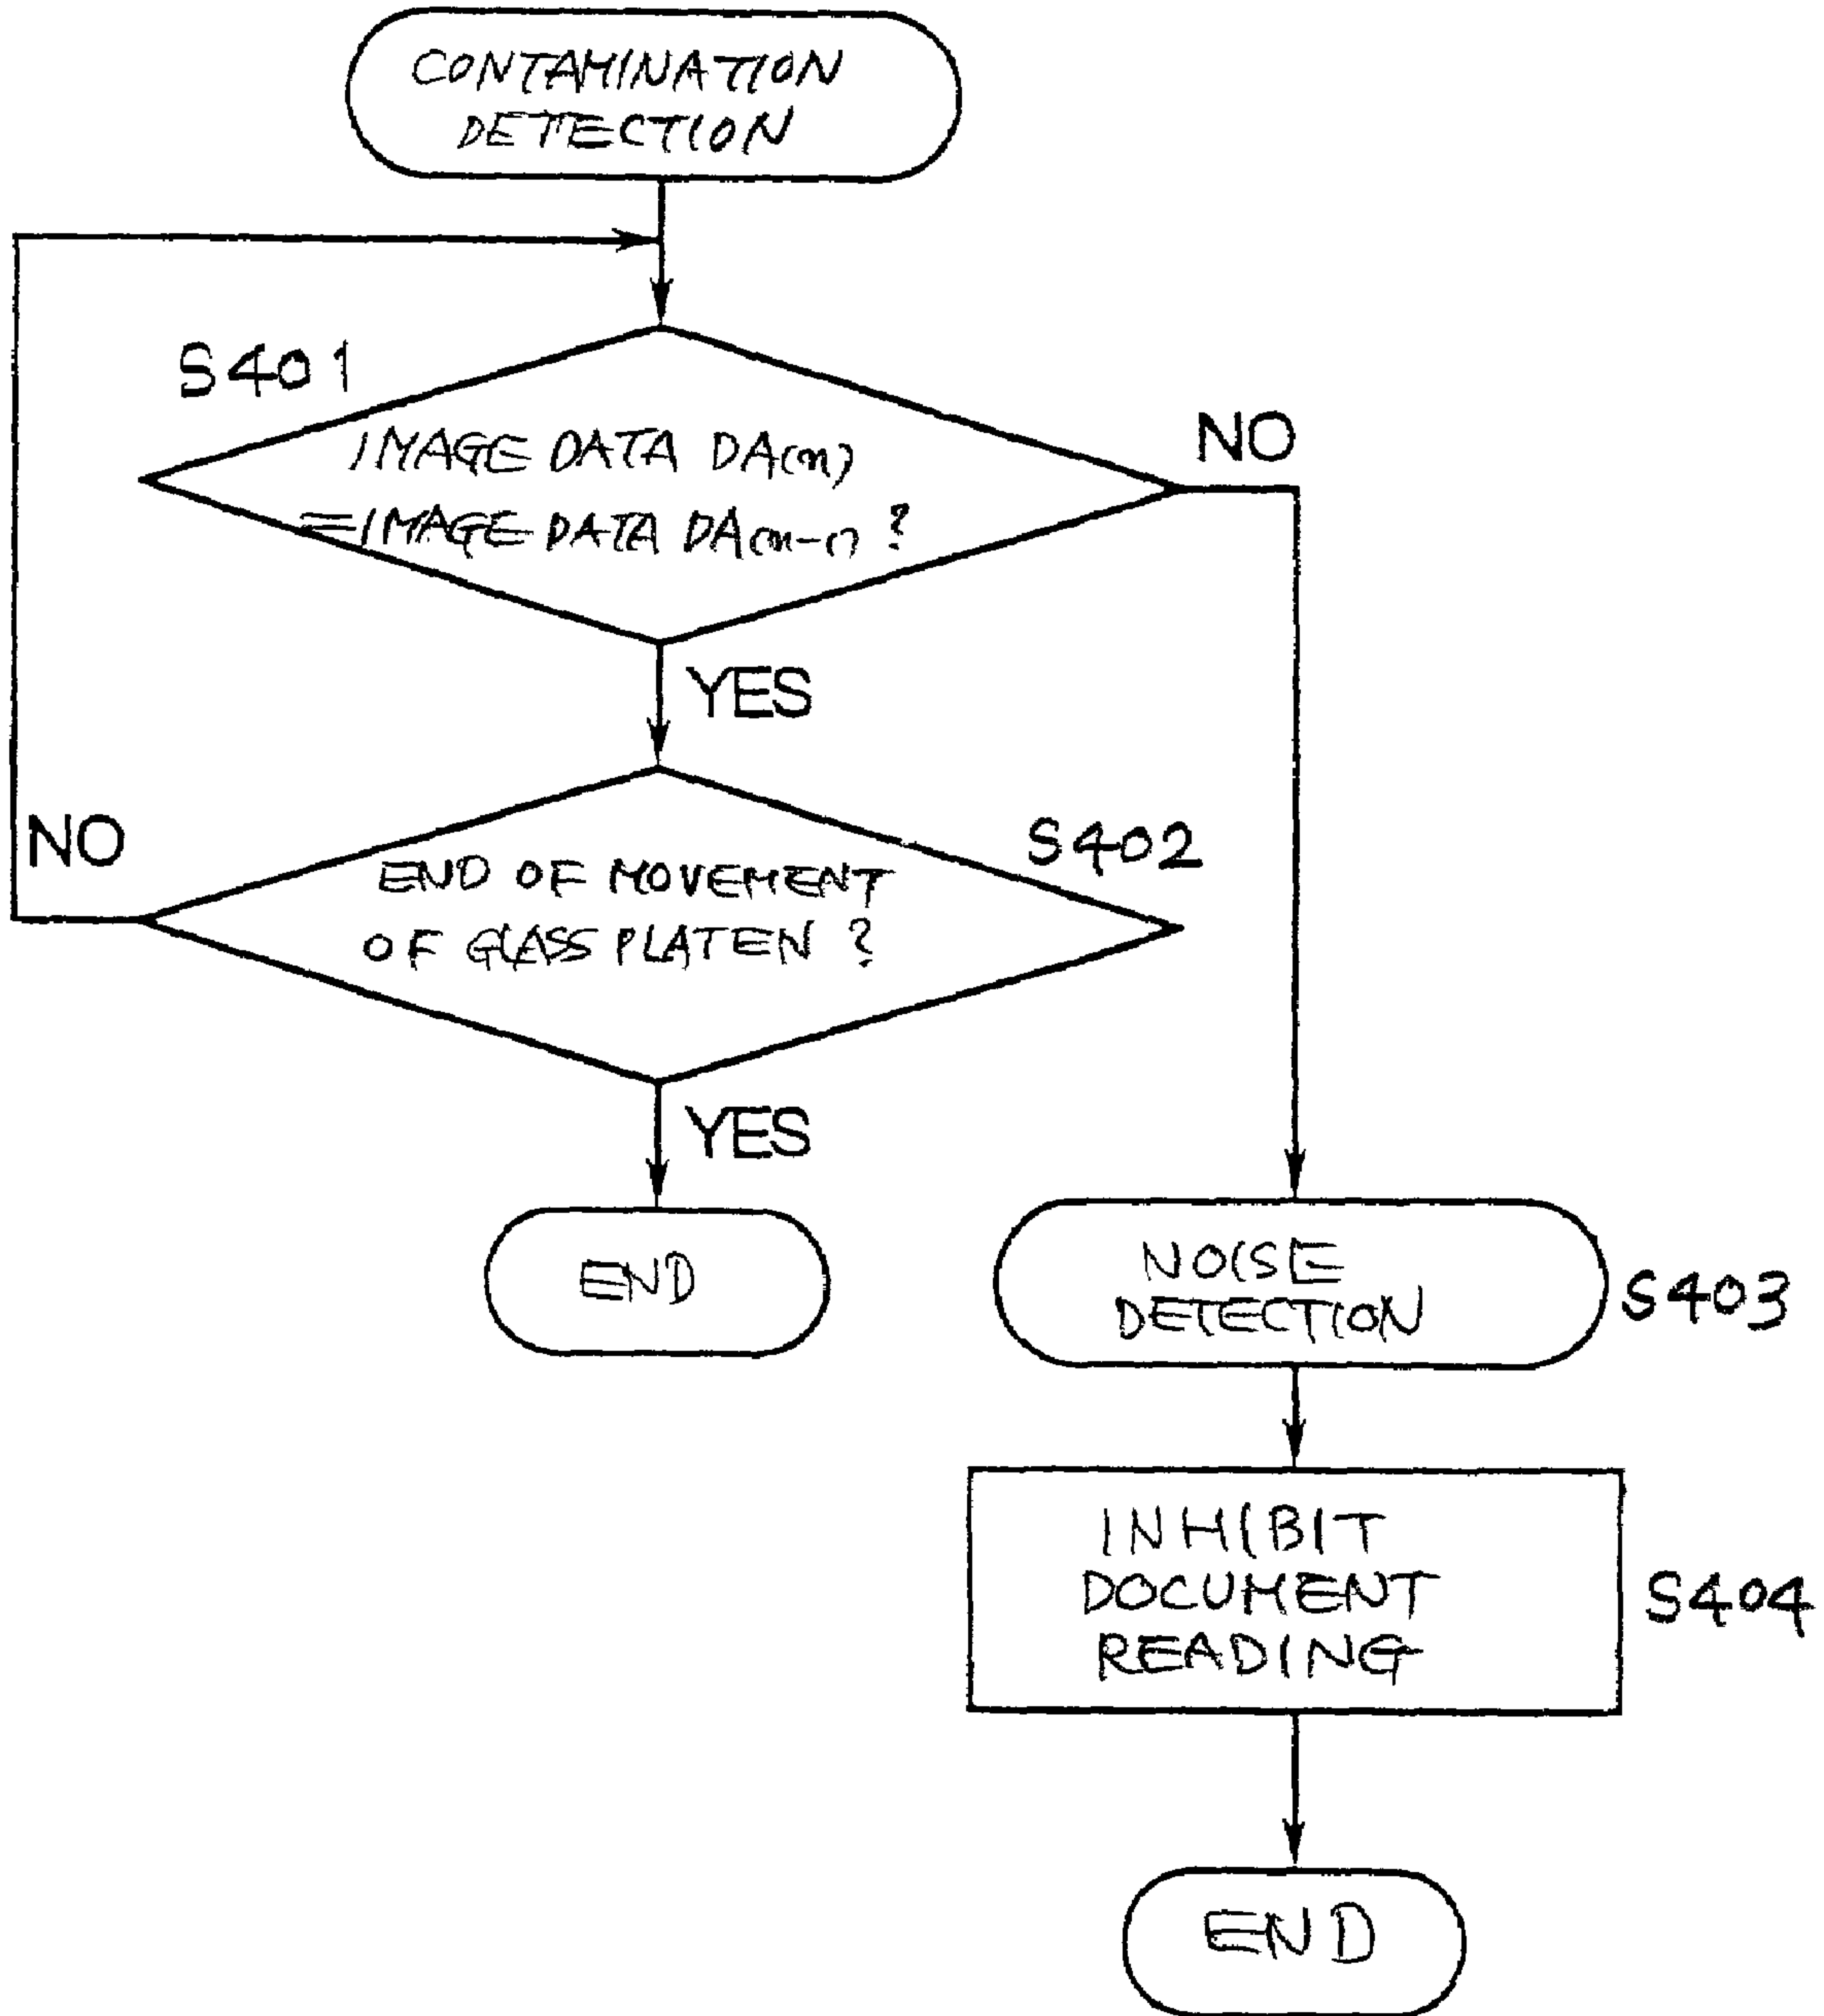 CONTAMINATION
DETECTION
S401
IMAGE DATA DA(n)
=IMAGE DATA DA(n-1) ?
NO
YES
NO
S402
END OF MOVEMENT
OF GLASS PLATEN ?
YES
END
NOISE
DETECTION
S403
INHIBIT
DOCUMENT
READING
S404
END